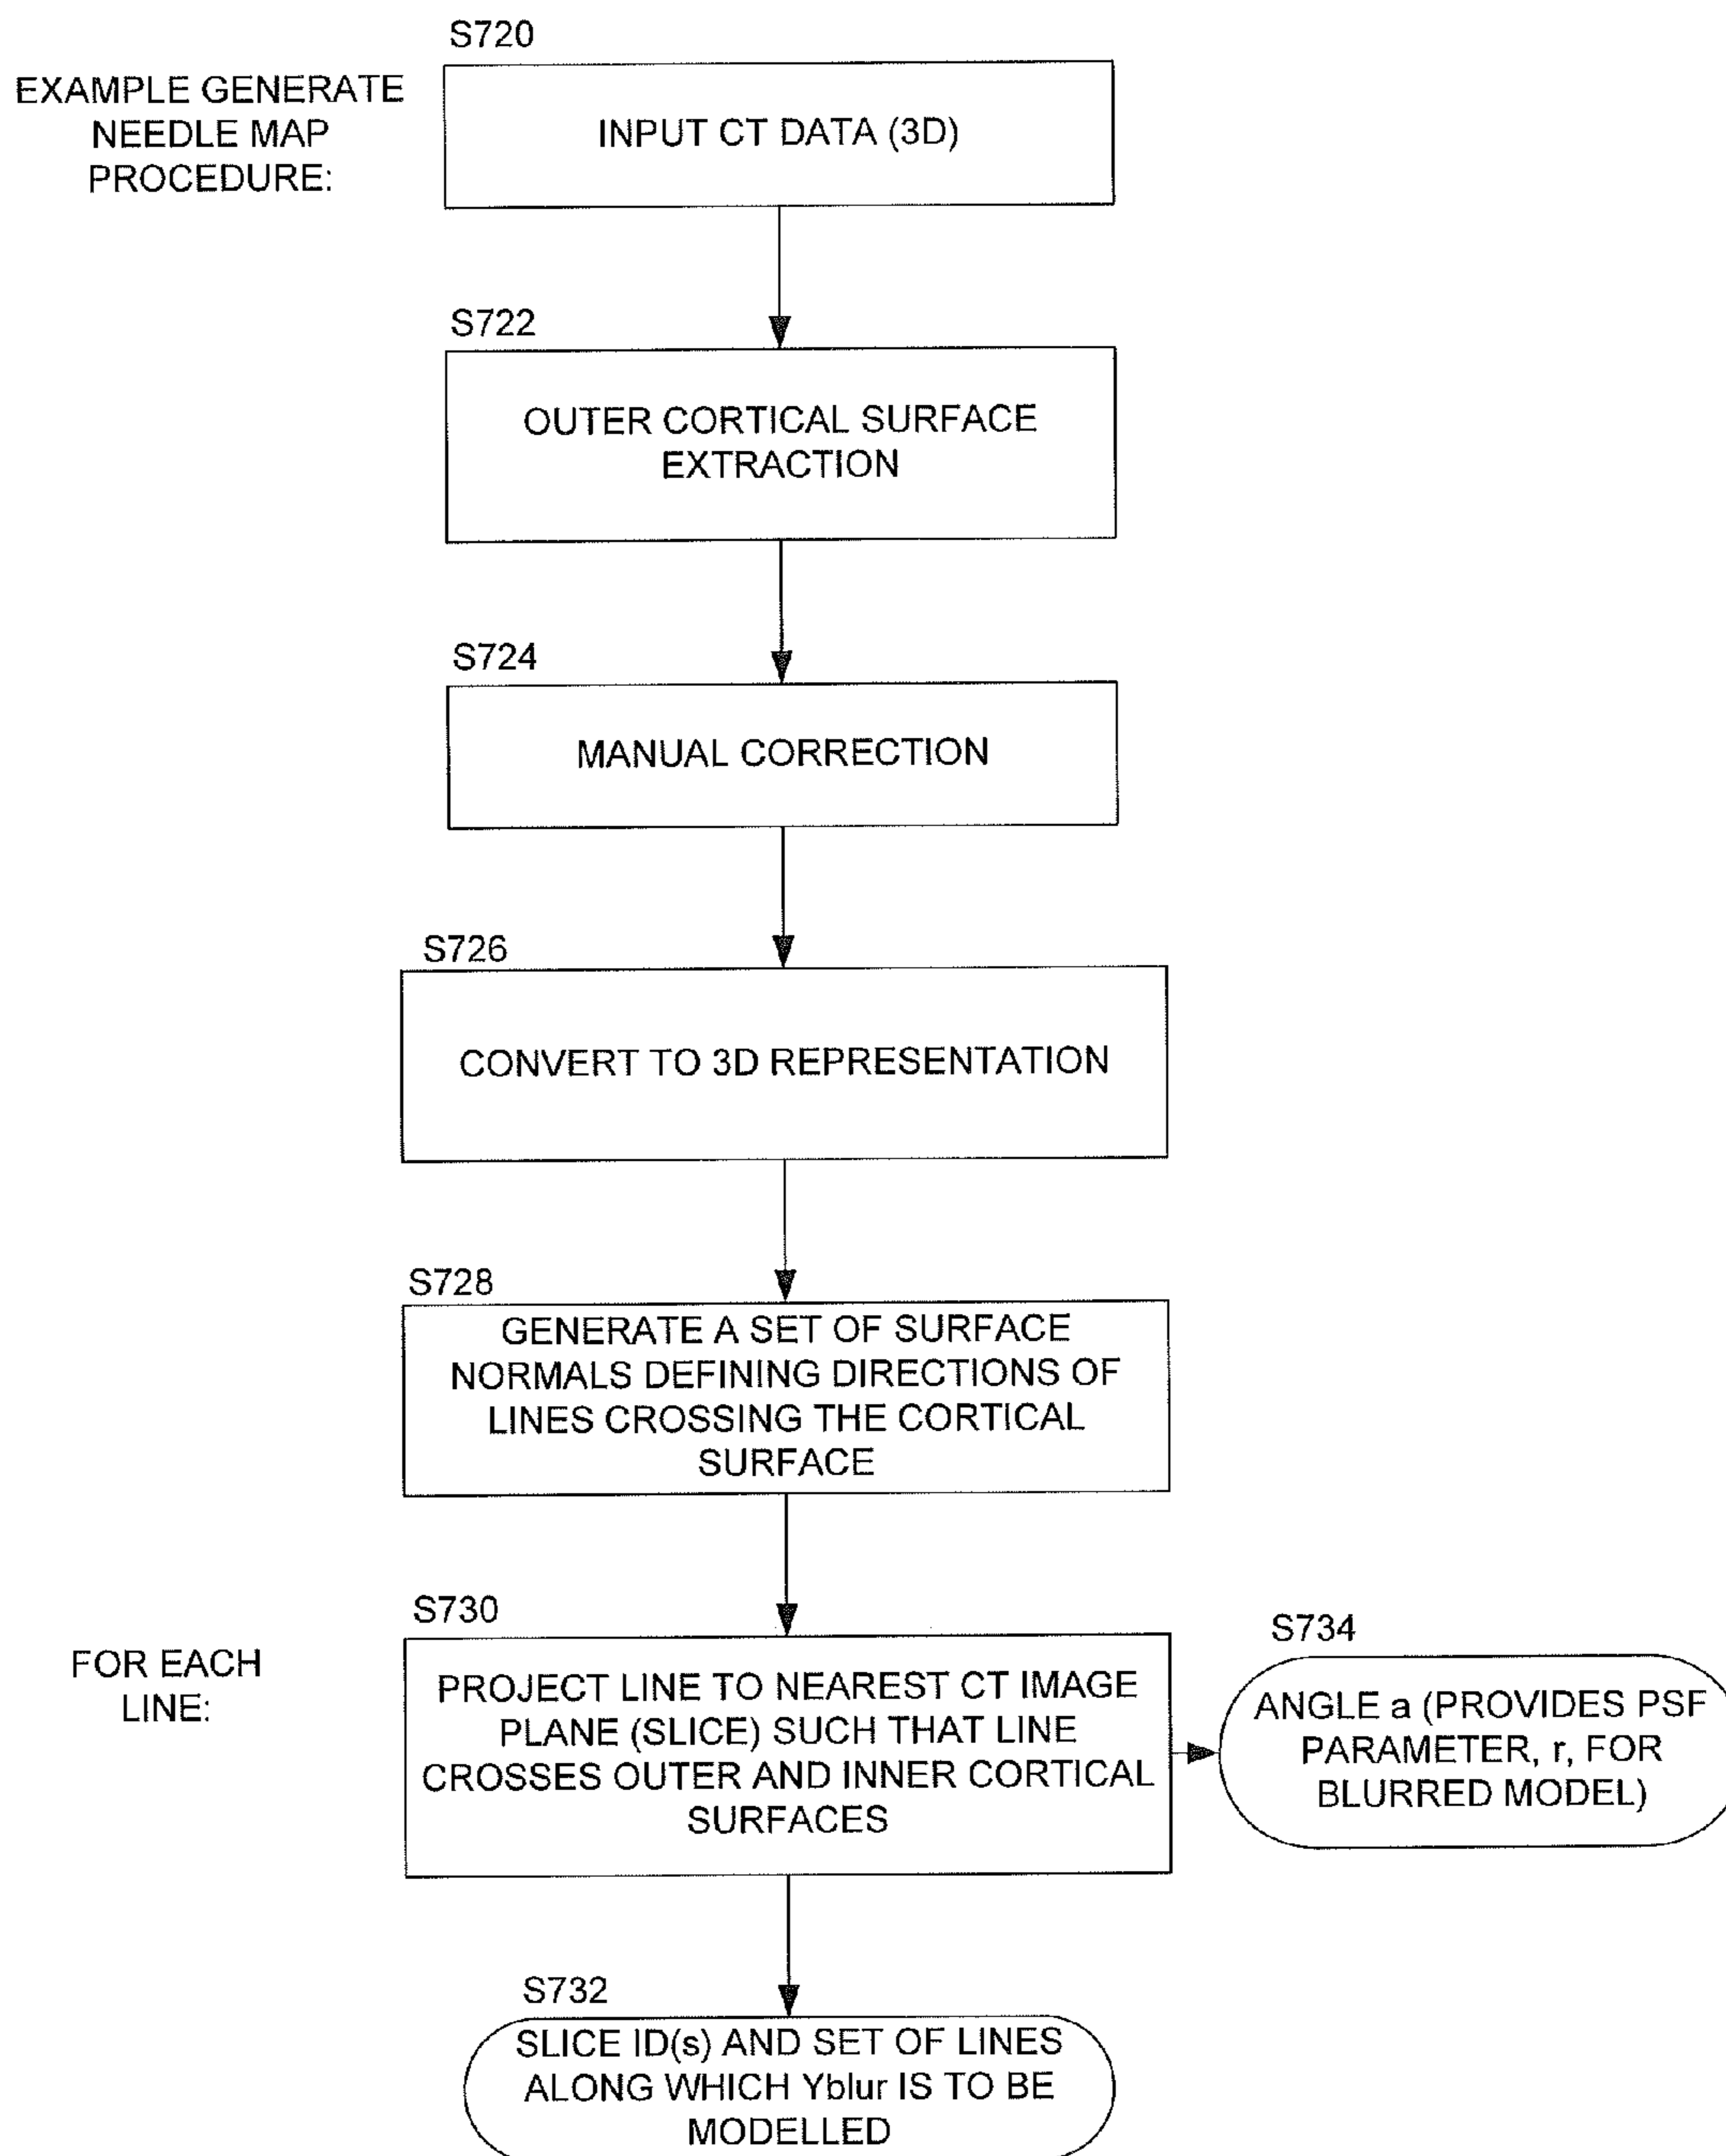 EXAMPLE GENERATE
NEEDLE MAP
PROCEDURE:
S720
INPUT CT DATA (3D)
S722
OUTER CORTICAL SURFACE
EXTRACTION
S724
MANUAL CORRECTION
S726
CONVERT TO 3D REPRESENTATION
S728
GENERATE A SET OF SURFACE
NORMALS DEFINING DIRECTIONS OF
LINES CROSSING THE CORTICAL
SURFACE
FOR EACH
LINE:
S730
PROJECT LINE TO NEAREST CT IMAGE
PLANE (SLICE) SUCH THAT LINE
CROSSES OUTER AND INNER CORTICAL
SURFACES
S734
ANGLE a (PROVIDES PSF
PARAMETER, r, FOR
BLURRED MODEL)
S732
SLICE ID(s) AND SET OF LINES
ALONG WHICH Yblur IS TO BE
MODELLED